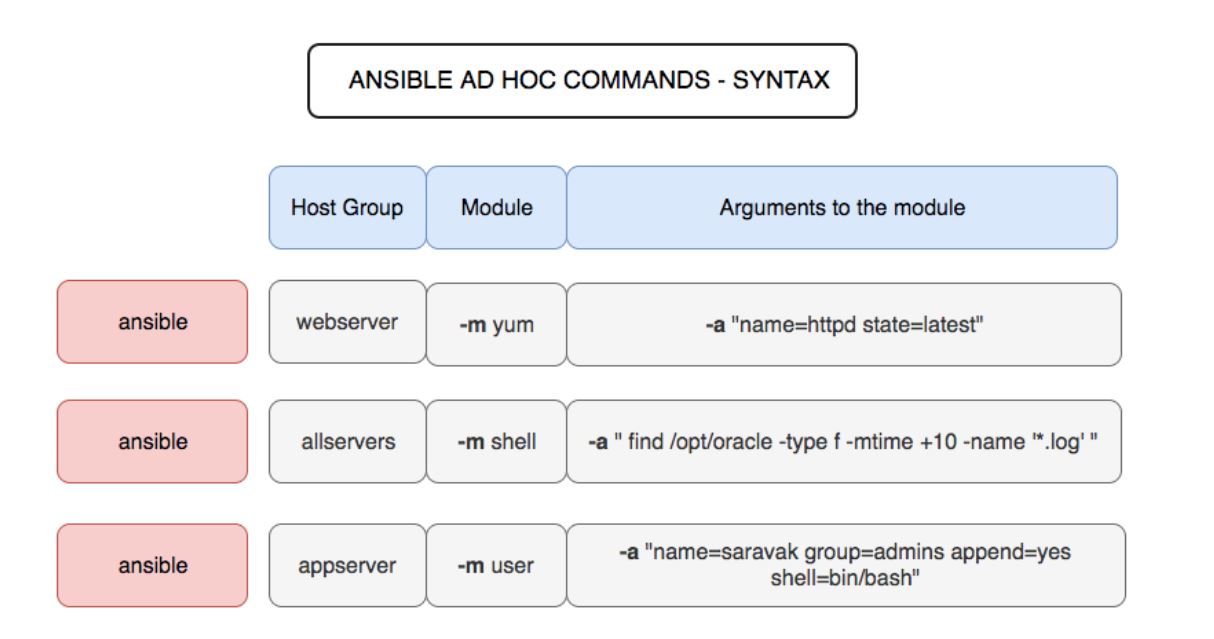 ANSIBLE AD HOC COMMANDS - SYNTAX
Host Group Module Arguments to the module
ansible webserver -m yum -a "name=httpd state=latest"
ansible allservers -m shell -a " find /opt/oracle -type f -mtime +10 -name '*.log' "
ansible appserver -m user -a "name=saravak group=admins append=yes
shell=bin/bash"